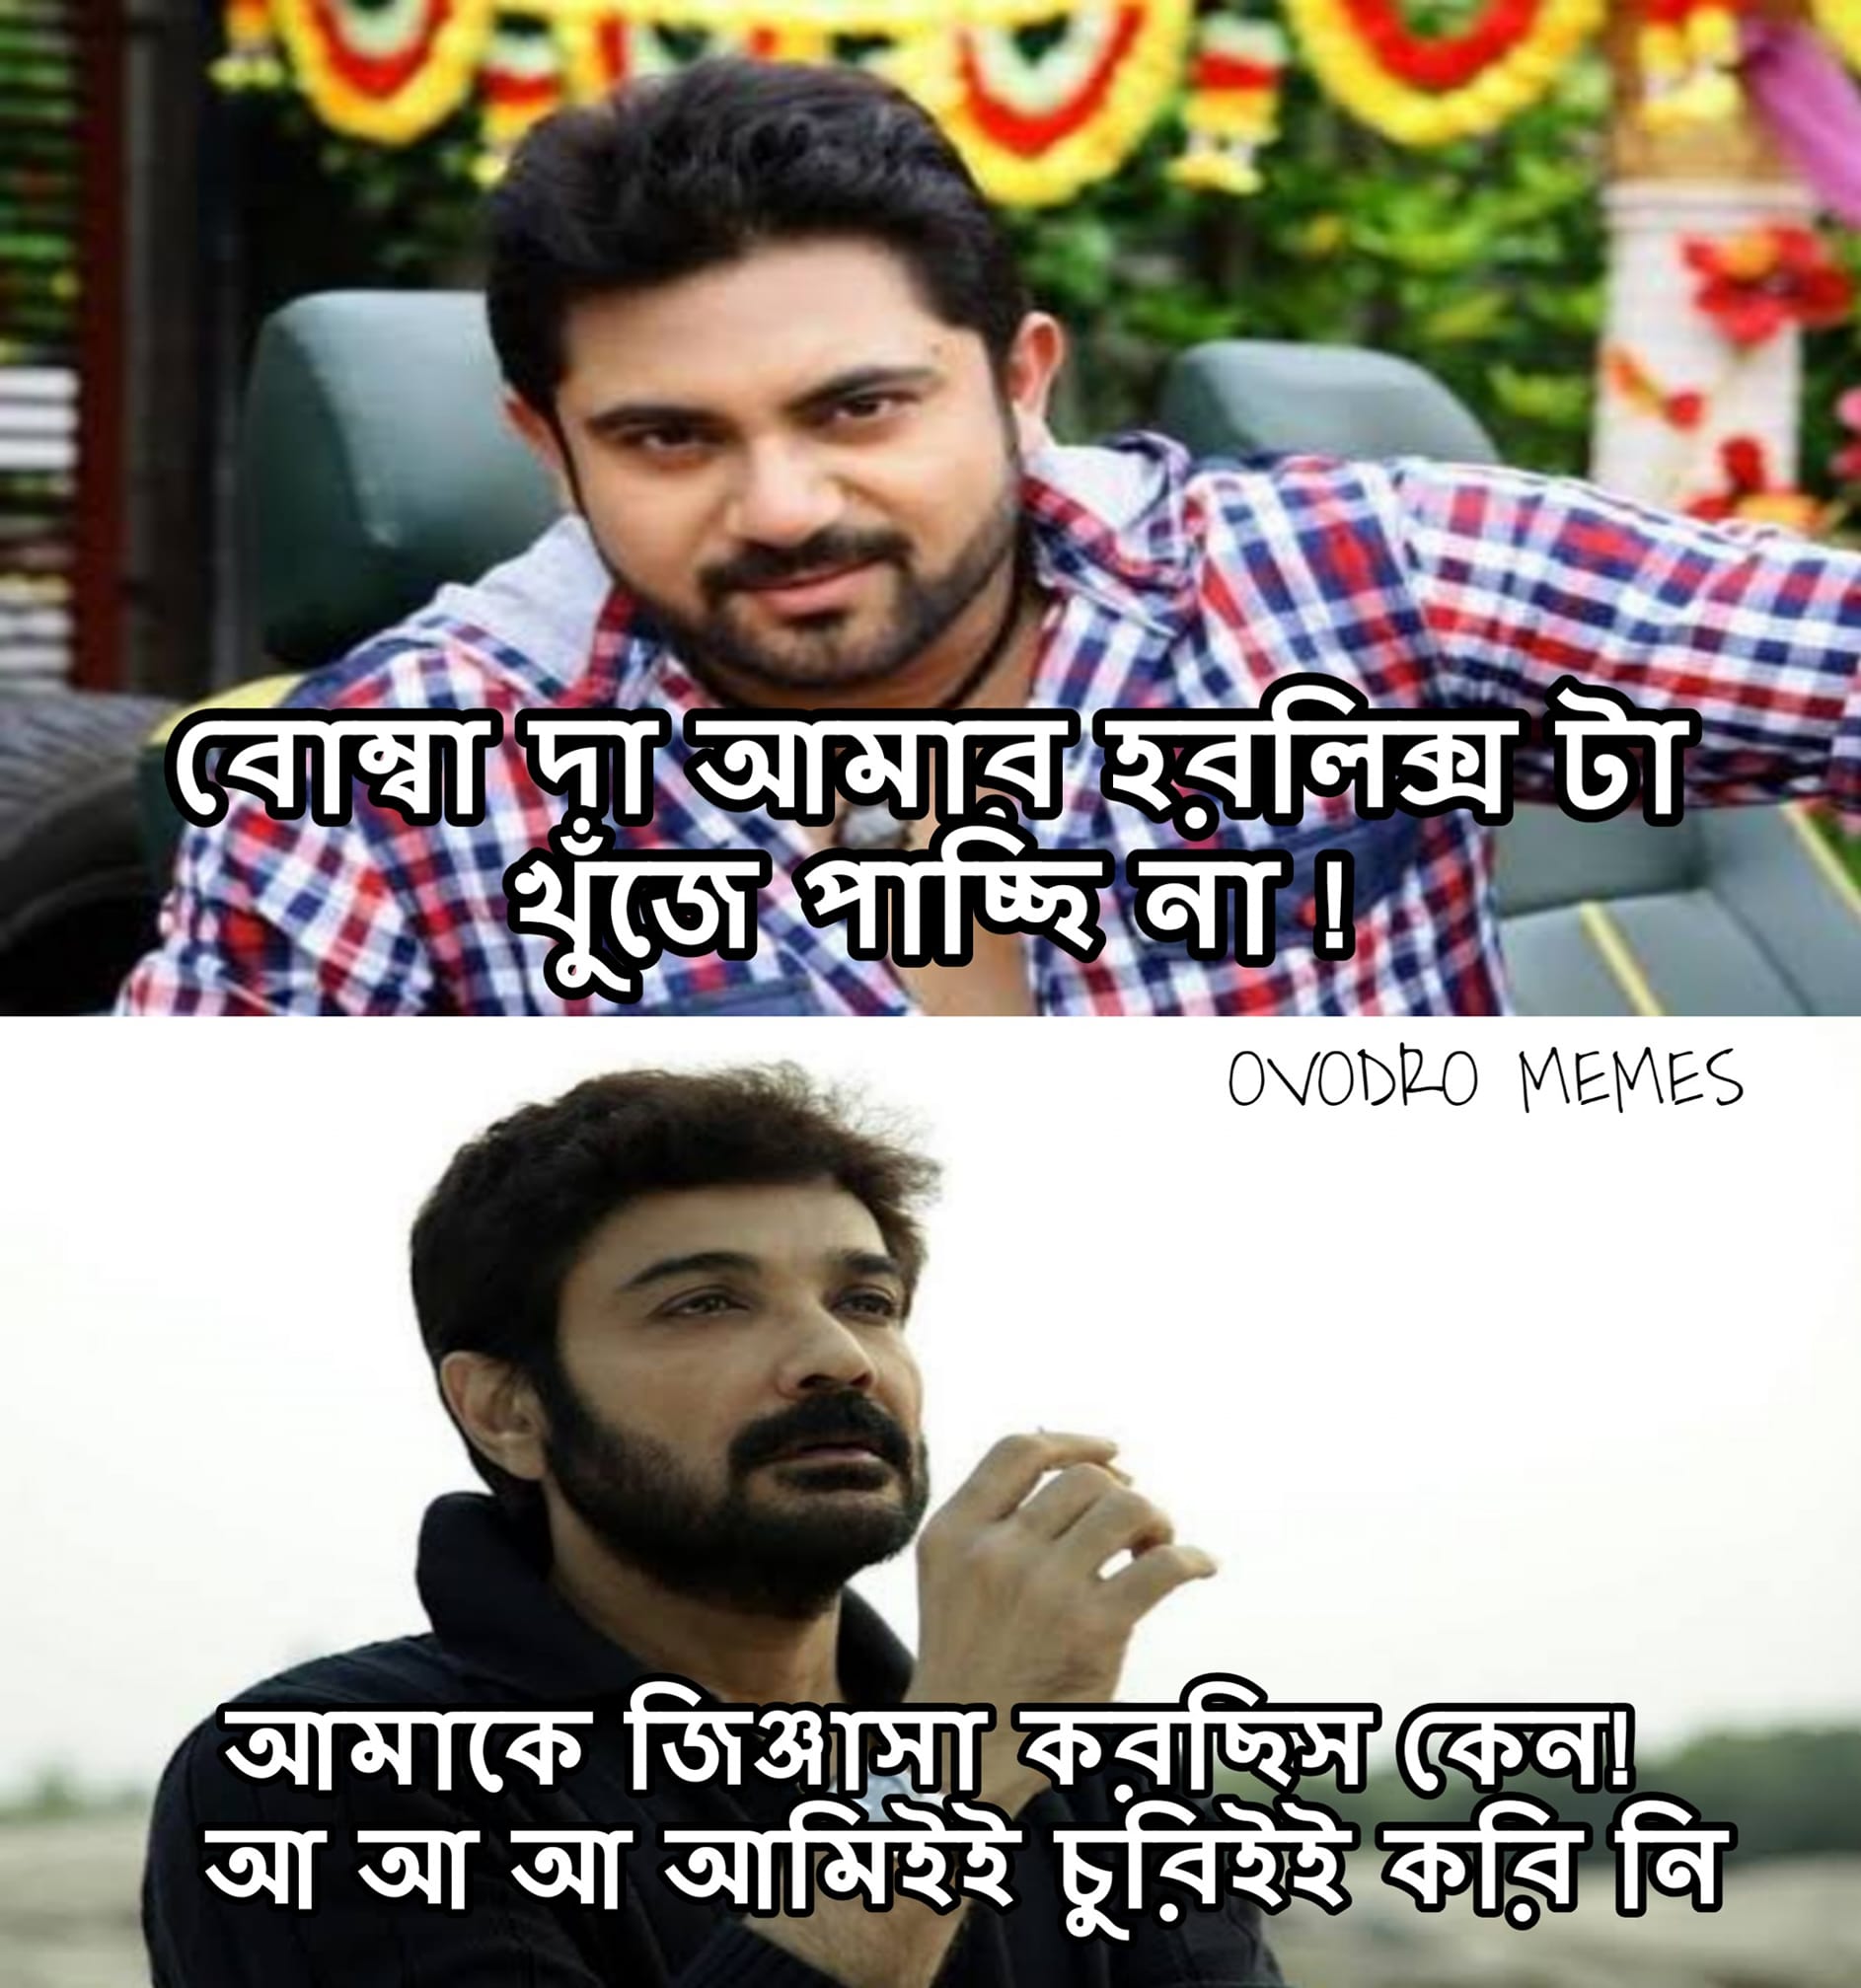 বোম্বা দা আমার হরলিক্স টা
খুঁজে পাচ্ছি না !
OVODRO MEMES
আমাকে জিঞ্জাসা করছিস কেন!
আ আ আ আমিইই চুরিইই করি নি